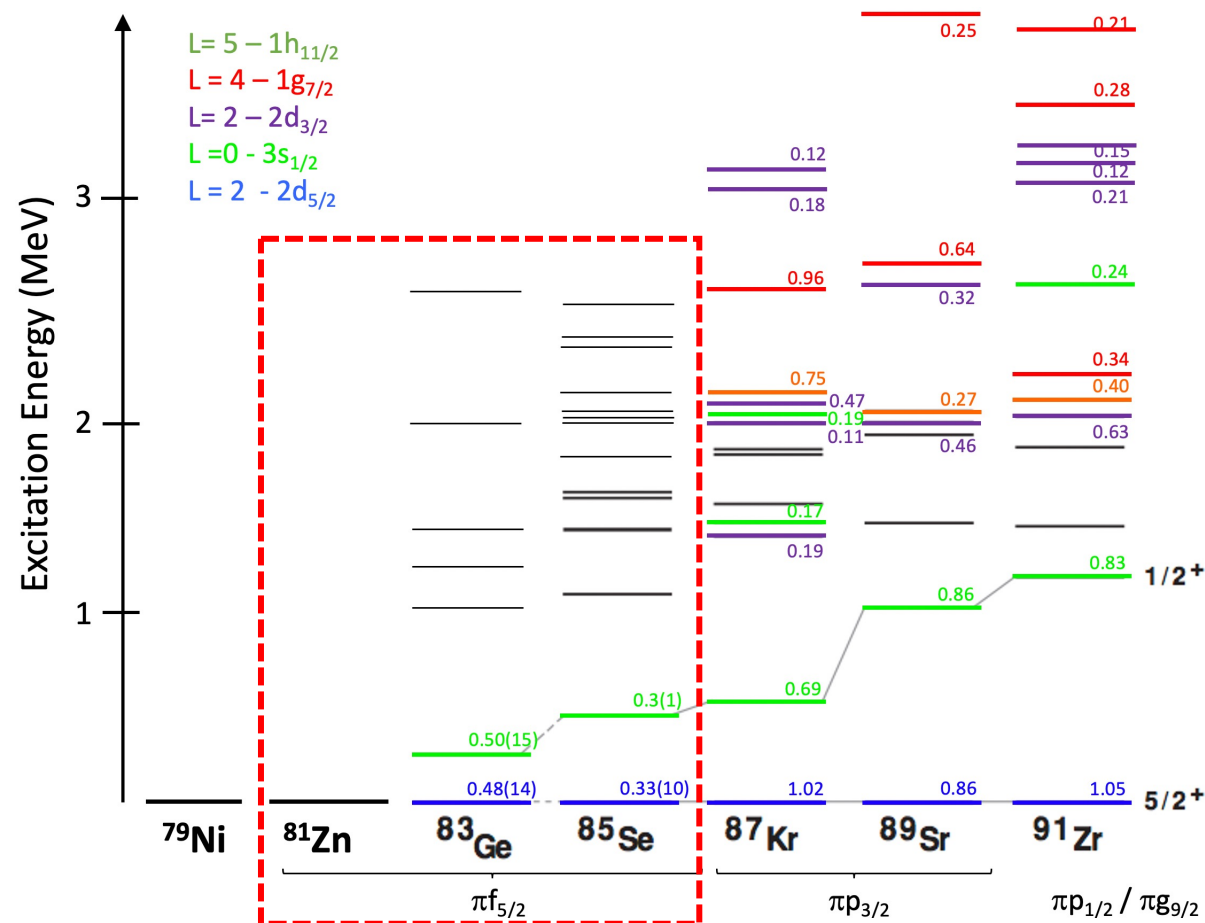 L= 5 – 1h11/2
L = 4 – 1g7/2
L= 2 – 2d3/2
L =0 - 3s1/2
L = 2 - 2d5/2
Excitation Energy (MeV)
3
2
1
0.50(15)
0.48(14)
0.3(1)
0.33(10)
0.12
0.18
0.96
0.75
0.47
0.19
0.11
0.17
0.19
0.69
1.02
0.25
0.64
0.32
0.27
0.46
0.86
0.86
0.21
0.28
0.15
0.12
0.21
0.24
0.34
0.40
0.63
0.83
1.05
1/2+
5/2+
79Ni
81Zn
83Ge
85Se
87Kr
89Sr
91Zr
πf5/2
πp3/2
πp1/2 / πg9/2